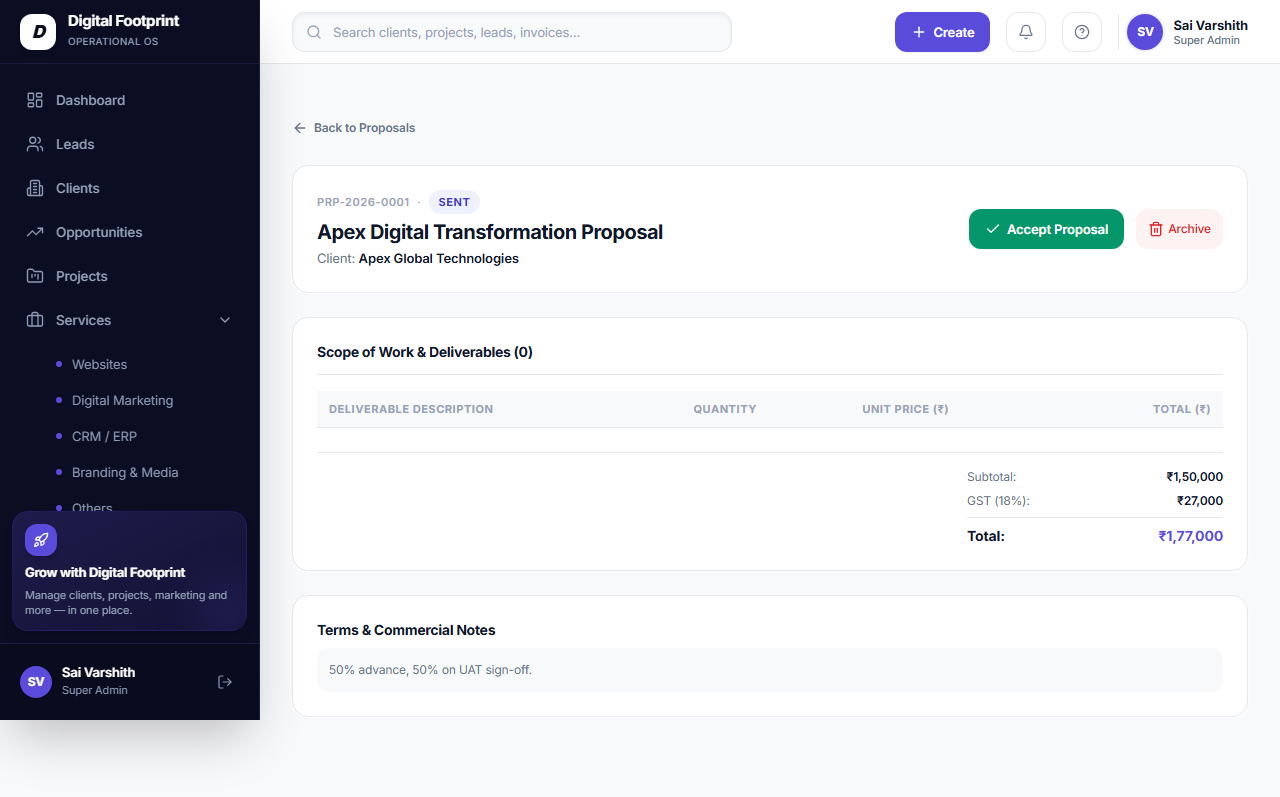 D
Digital Footprint
OPERATIONAL OS
Search clients, projects, leads, invoices...
Create
SV
Sai Varshith
Super Admin
Dashboard
Leads
Clients
Opportunities
Projects
Services
Websites
Digital Marketing
CRM / ERP
Branding & Media
Others
Grow with Digital Footprint
Manage clients, projects, marketing and
more — in one place.
SV
Sai Varshith
Super Admin
Back to Proposals
PRP-2026-0001 · SENT
Apex Digital Transformation Proposal
Client: Apex Global Technologies
Accept Proposal
Archive
Scope of Work & Deliverables (0)
DELIVERABLE DESCRIPTION QUANTITY UNIT PRICE (₹) TOTAL (₹)
Subtotal: ₹1,50,000
GST (18%): ₹27,000
Total: ₹1,77,000
Terms & Commercial Notes
50% advance, 50% on UAT sign-off.